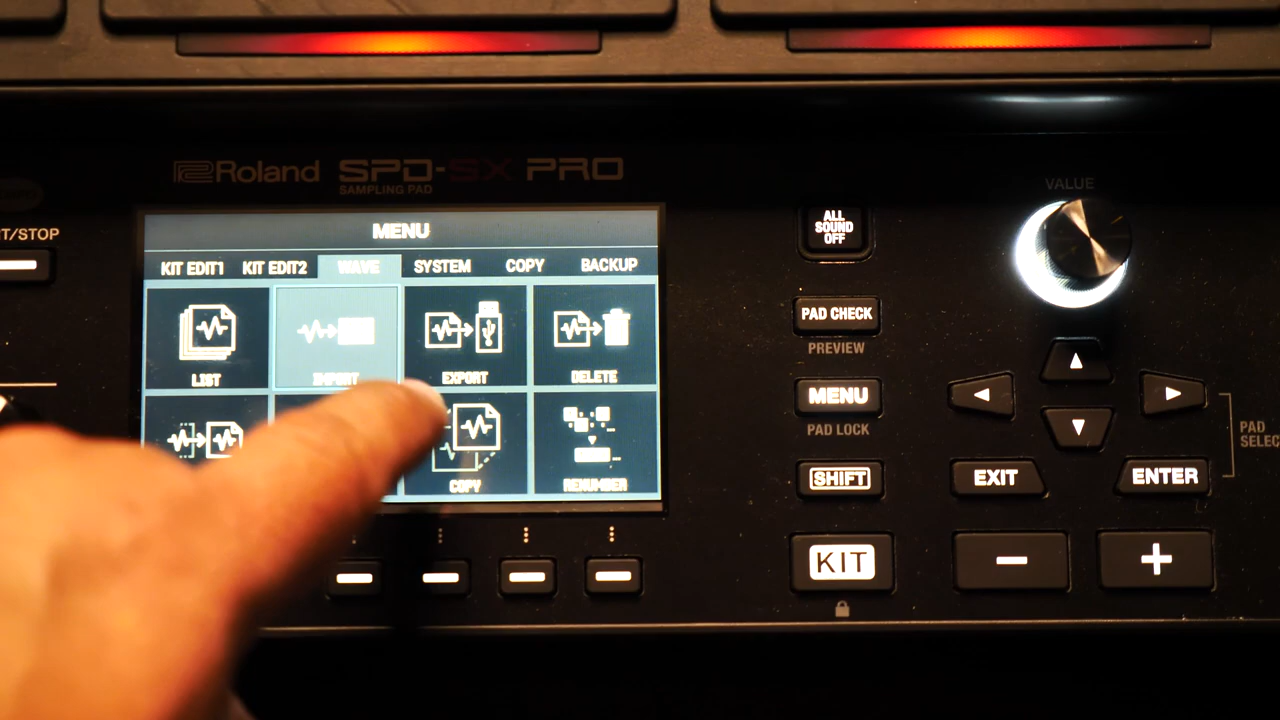 Roland SPD-SX PRO
SAMPLING PAD
VALUE
T/STOP
ALL
SOUND
OFF
MENU
KIT EDIT1 KIT EDIT2 WAVE SYSTEM COPY BACKUP
PAD CHECK
PREVIEW
LIST IMPORT EXPORT DELETE
MENU
PAD LOCK
PAD
SELEC
COPY RENUMBER
SHIFT
EXIT
ENTER
KIT